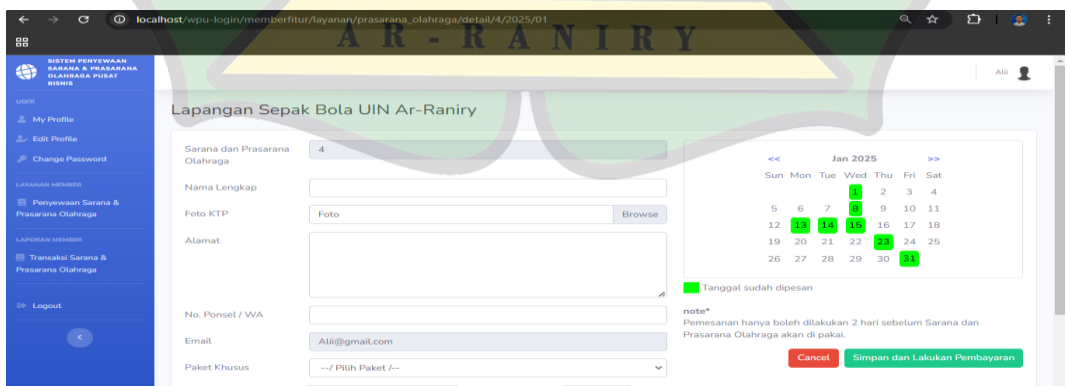 localhost/wpu-login/memberfitur/layanan/prasarana_olahraga/detail/4/2025/01
AR-RANIRY
SISTEM PENYEWAAN
SARANA & PRASARANA
OLAHRAGA PUSAT
BISNIS
Alii
USER
My Profile
Edit Profile
Change Password
LAYANAN MEMBER
Penyewaan Sarana &
Prasarana Olahraga
LAPORAN MEMBER
Transaksi Sarana &
Prasarana Olahraga
Logout
Lapangan Sepak Bola UIN Ar-Raniry
Sarana dan Prasarana
Olahraga
4
Nama Lengkap
Foto KTP
Foto
Browse
Alamat
No. Ponsel / WA
Email
Alii@gmail.com
Paket Khusus
--/ Pilih Paket /--
<< Jan 2025 >>
Sun Mon Tue Wed Thu Fri Sat
1 2 3 4
5 6 7 8 9 10 11
12 13 14 15 16 17 18
19 20 21 22 23 24 25
26 27 28 29 30 31
Tanggal sudah dipesan
note*
Pemesanan hanya boleh dilakukan 2 hari sebelum Sarana dan
Prasarana Olahraga akan di pakai.
Cancel
Simpan dan Lakukan Pembayaran